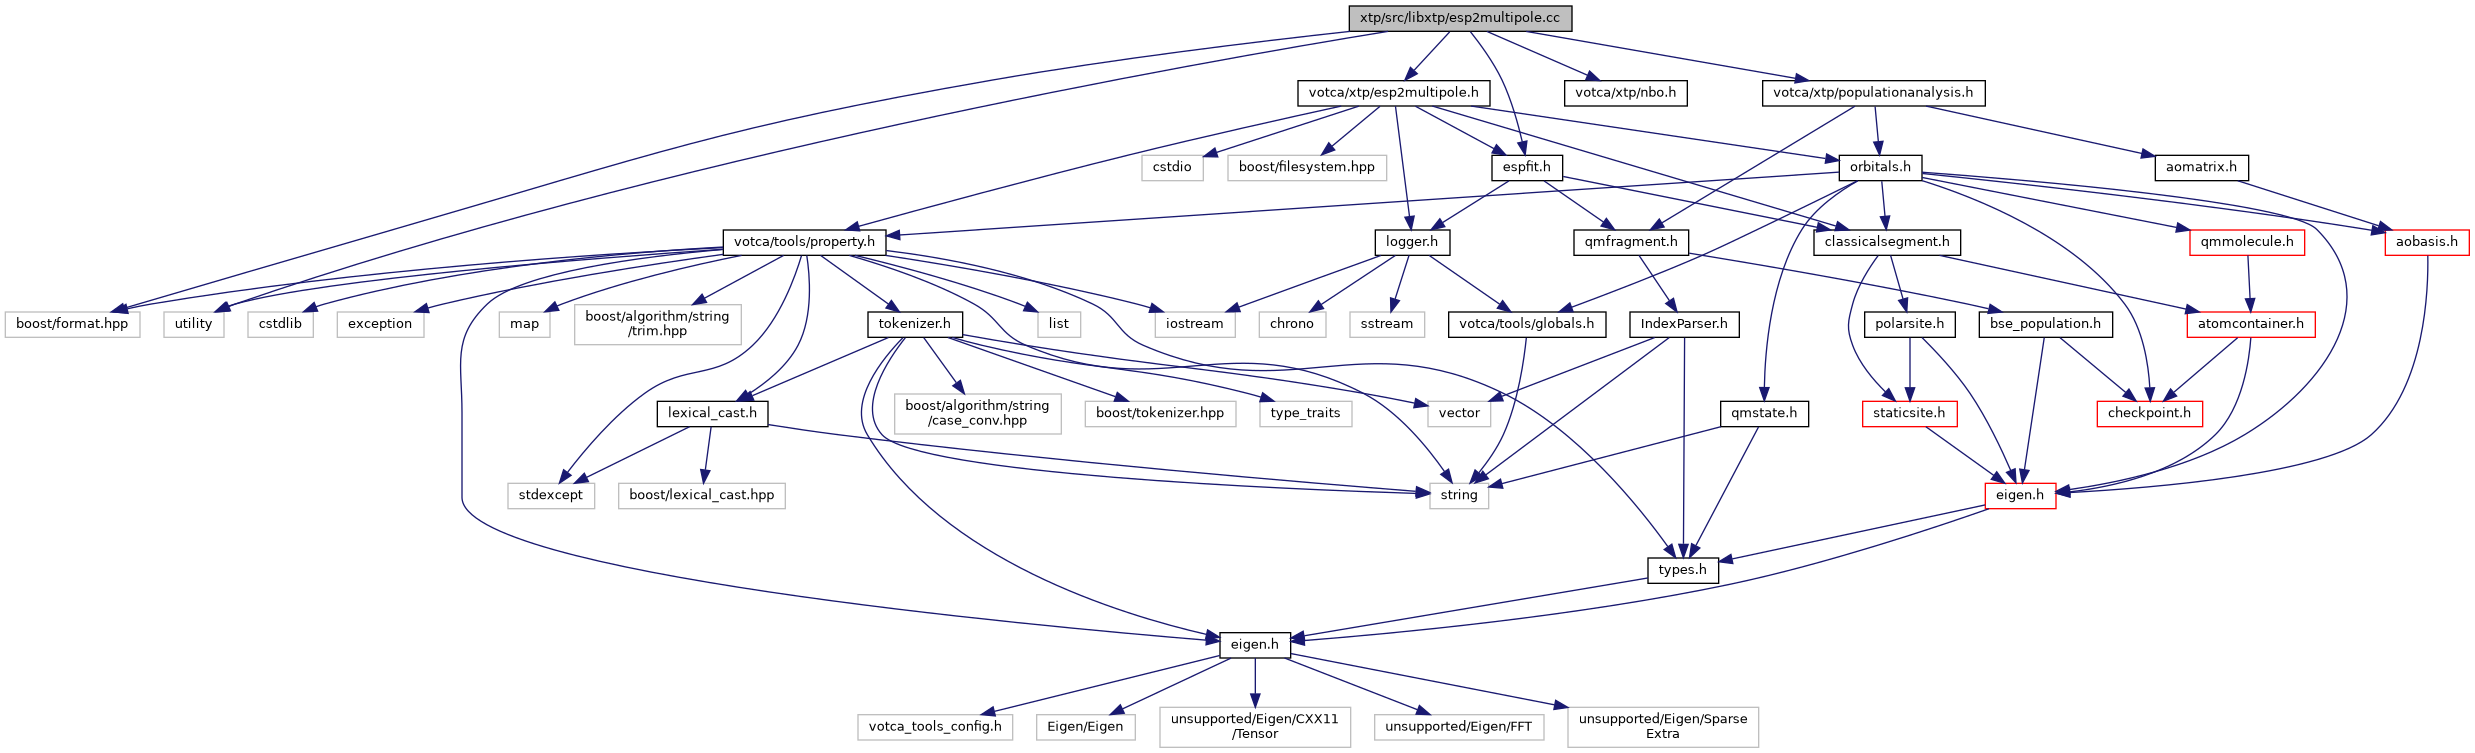 xtp/src/libxtp/esp2multipole.cc
votca/xtp/esp2multipole.h
votca/xtp/nbo.h
votca/xtp/populationanalysis.h
cstdio
boost/filesystem.hpp
espfit.h
orbitals.h
aomatrix.h
votca/tools/property.h
logger.h
qmfragment.h
classicalsegment.h
qmmolecule.h
aobasis.h
boost/format.hpp
utility
cstdlib
exception
map
boost/algorithm/string
/trim.hpp
tokenizer.h
list
iostream
chrono
sstream
votca/tools/globals.h
IndexParser.h
polarsite.h
bse_population.h
atomcontainer.h
lexical_cast.h
boost/algorithm/string
/case_conv.hpp
boost/tokenizer.hpp
type_traits
vector
qmstate.h
staticsite.h
checkpoint.h
stdexcept
boost/lexical_cast.hpp
string
eigen.h
types.h
eigen.h
votca_tools_config.h
Eigen/Eigen
unsupported/Eigen/CXX11
/Tensor
unsupported/Eigen/FFT
unsupported/Eigen/Sparse
Extra